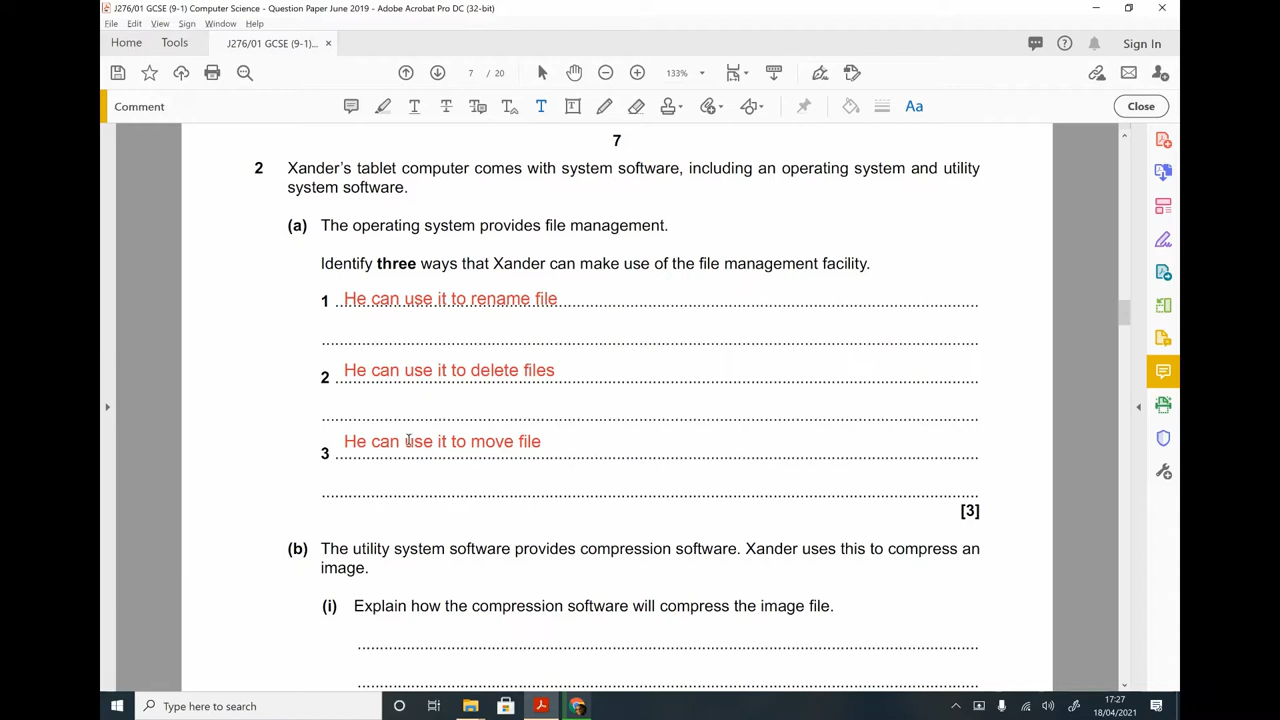 J276/01 GCSE (9-1) Computer Science - Question Paper June 2019 - Adobe Acrobat Pro DC (32-bit)
File Edit View Sign Window Help
Home Tools J276/01 GCSE (9-1)... × Sign In
7 / 20 133%
Comment Aa Close
7
2 Xander's tablet computer comes with system software, including an operating system and utility
system software.
(a) The operating system provides file management.
Identify three ways that Xander can make use of the file management facility.
1 He can use it to rename file
2 He can use it to delete files
3 He can use it to move file
[3]
(b) The utility system software provides compression software. Xander uses this to compress an
image.
(i) Explain how the compression software will compress the image file.
Type here to search
17:27
18/04/2021